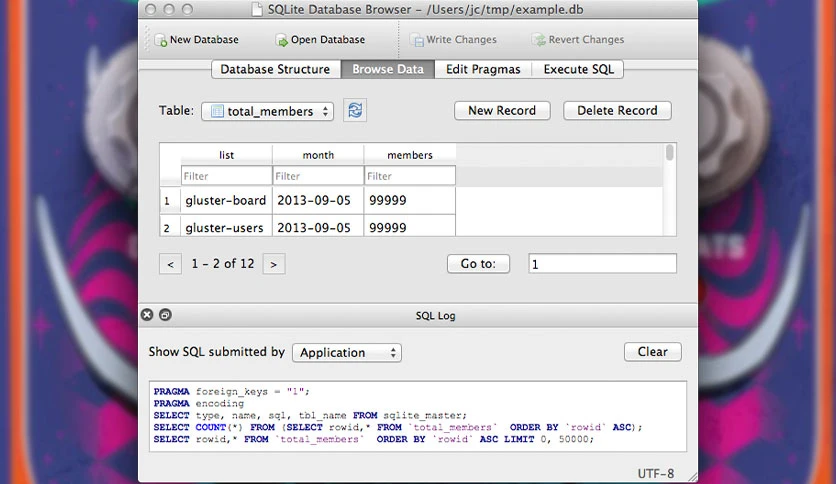 SQLite Database Browser - /Users/jc/tmp/example.db
New Database Open Database Write Changes Revert Changes
Database Structure Browse Data Edit Pragmas Execute SQL
Table: total_members New Record Delete Record
list month members
Filter Filter Filter
1 gluster-board 2013-09-05 99999
2 gluster-users 2013-09-05 99999
< 1 - 2 of 12 > Go to: 1
SQL Log
Show SQL submitted by Application Clear
PRAGMA foreign_keys = "1";
PRAGMA encoding
SELECT type, name, sql, tbl_name FROM sqlite_master;
SELECT COUNT(*) FROM (SELECT rowid,* FROM `total_members`  ORDER BY `rowid` ASC);
SELECT rowid,* FROM `total_members`  ORDER BY `rowid` ASC LIMIT 0, 50000;
UTF-8